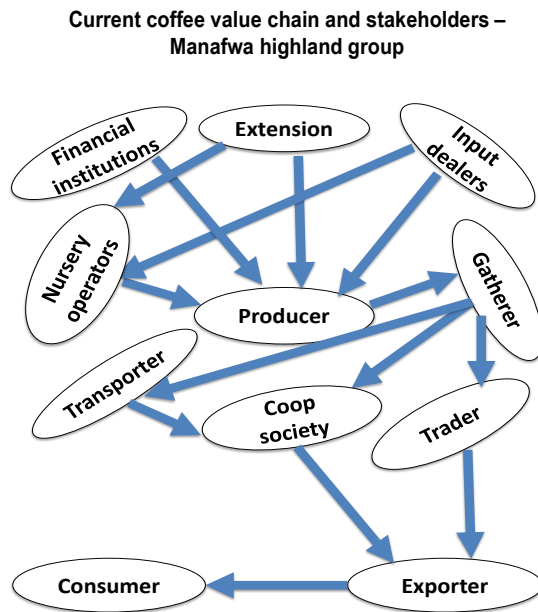 Current coffee value chain and stakeholders –
Manafwa highland group
Financial
institutions
Extension
Input
dealers
Nursery
operators
Producer
Gatherer
Transporter
Coop
society
Trader
Consumer
Exporter